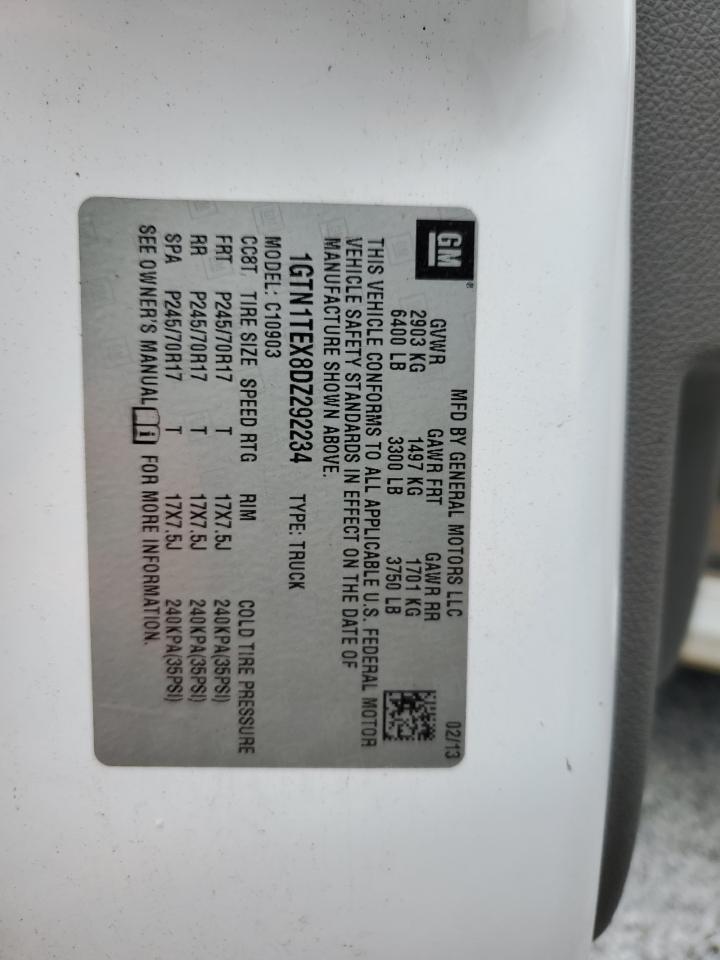 GM
MFD BY GENERAL MOTORS LLC 02/13
GVWR GAWR FRT GAWR RR
2903 KG 1497 KG 1701 KG
6400 LB 3300 LB 3750 LB
THIS VEHICLE CONFORMS TO ALL APPLICABLE U.S. FEDERAL MOTOR
VEHICLE SAFETY STANDARDS IN EFFECT ON THE DATE OF
MANUFACTURE SHOWN ABOVE.
1GTN1TEX8DZ292234 TYPE: TRUCK
MODEL: C10903
CC8T, TIRE SIZE SPEED RTG RIM COLD TIRE PRESSURE
FRT P245/70R17 T 17X7.5J 240KPA(35PSI)
RR P245/70R17 T 17X7.5J 240KPA(35PSI)
SPA P245/70R17 T 17X7.5J 240KPA(35PSI)
SEE OWNER'S MANUAL FOR MORE INFORMATION.